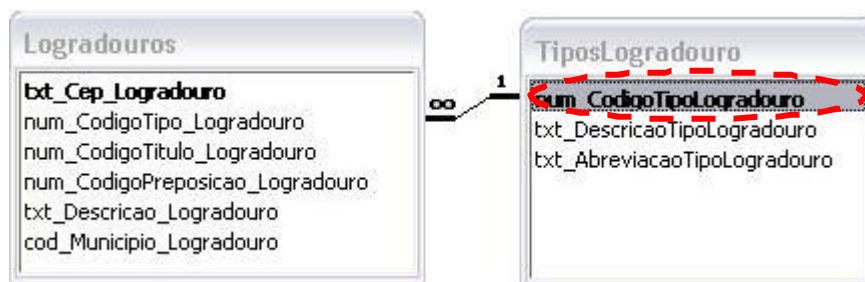 Logradouros
txt_Cep_Logradouro
num_CodigoTipo_Logradouro
num_CodigoTitulo_Logradouro
num_CodigoPreposicao_Logradouro
txt_Descricao_Logradouro
cod_Municipio_Logradouro
∞ 1
TiposLogradouro
num_CodigoTipoLogradouro
txt_DescricaoTipoLogradouro
txt_AbreviacaoTipoLogradouro